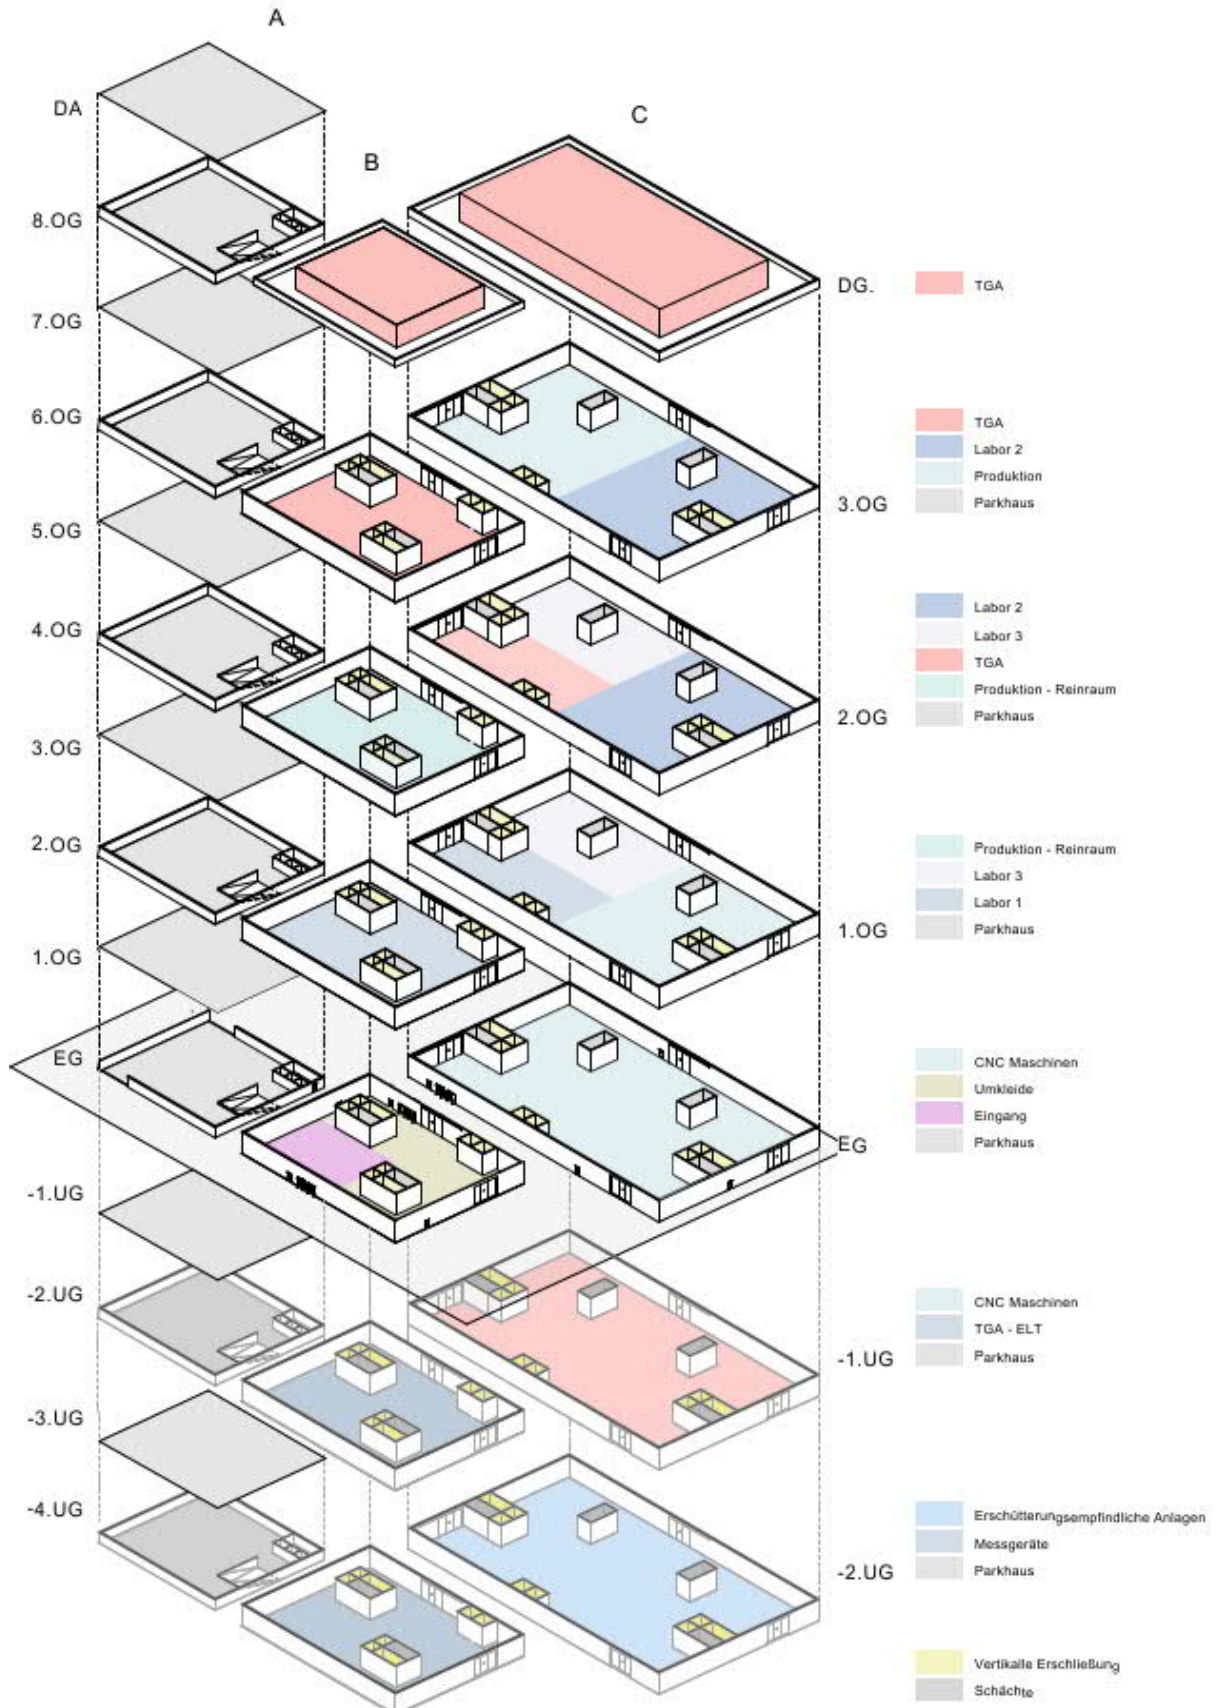 A
C
B
DA
8.OG
7.OG
6.OG
5.OG
4.OG
3.OG
2.OG
1.OG
EG
-1.UG
-2.UG
-3.UG
-4.UG
DG.
3.OG
2.OG
1.OG
EG
-1.UG
-2.UG
TGA
TGA
Labor 2
Produktion
Parkhaus
Labor 2
Labor 3
TGA
Produktion - Reinraum
Parkhaus
Produktion - Reinraum
Labor 3
Labor 1
Parkhaus
CNC Maschinen
Umkleide
Eingang
Parkhaus
CNC Maschinen
TGA - ELT
Parkhaus
Erschütterungsempfindliche Anlagen
Messgeräte
Parkhaus
Vertikalle Erschließung
Schächte